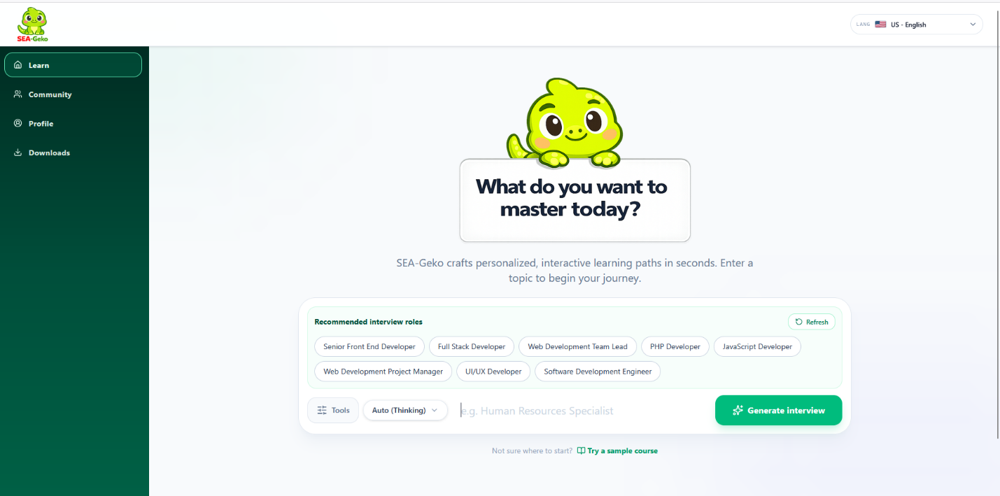 SEA-Geko
LANG US - English
Learn
Community
Profile
Downloads
What do you want to
master today?
SEA-Geko crafts personalized, interactive learning paths in seconds. Enter a
topic to begin your journey.
Recommended interview roles
Refresh
Senior Front End Developer
Full Stack Developer
Web Development Team Lead
PHP Developer
JavaScript Developer
Web Development Project Manager
UI/UX Developer
Software Development Engineer
Tools
Auto (Thinking)
e.g. Human Resources Specialist
Generate interview
Not sure where to start? Try a sample course